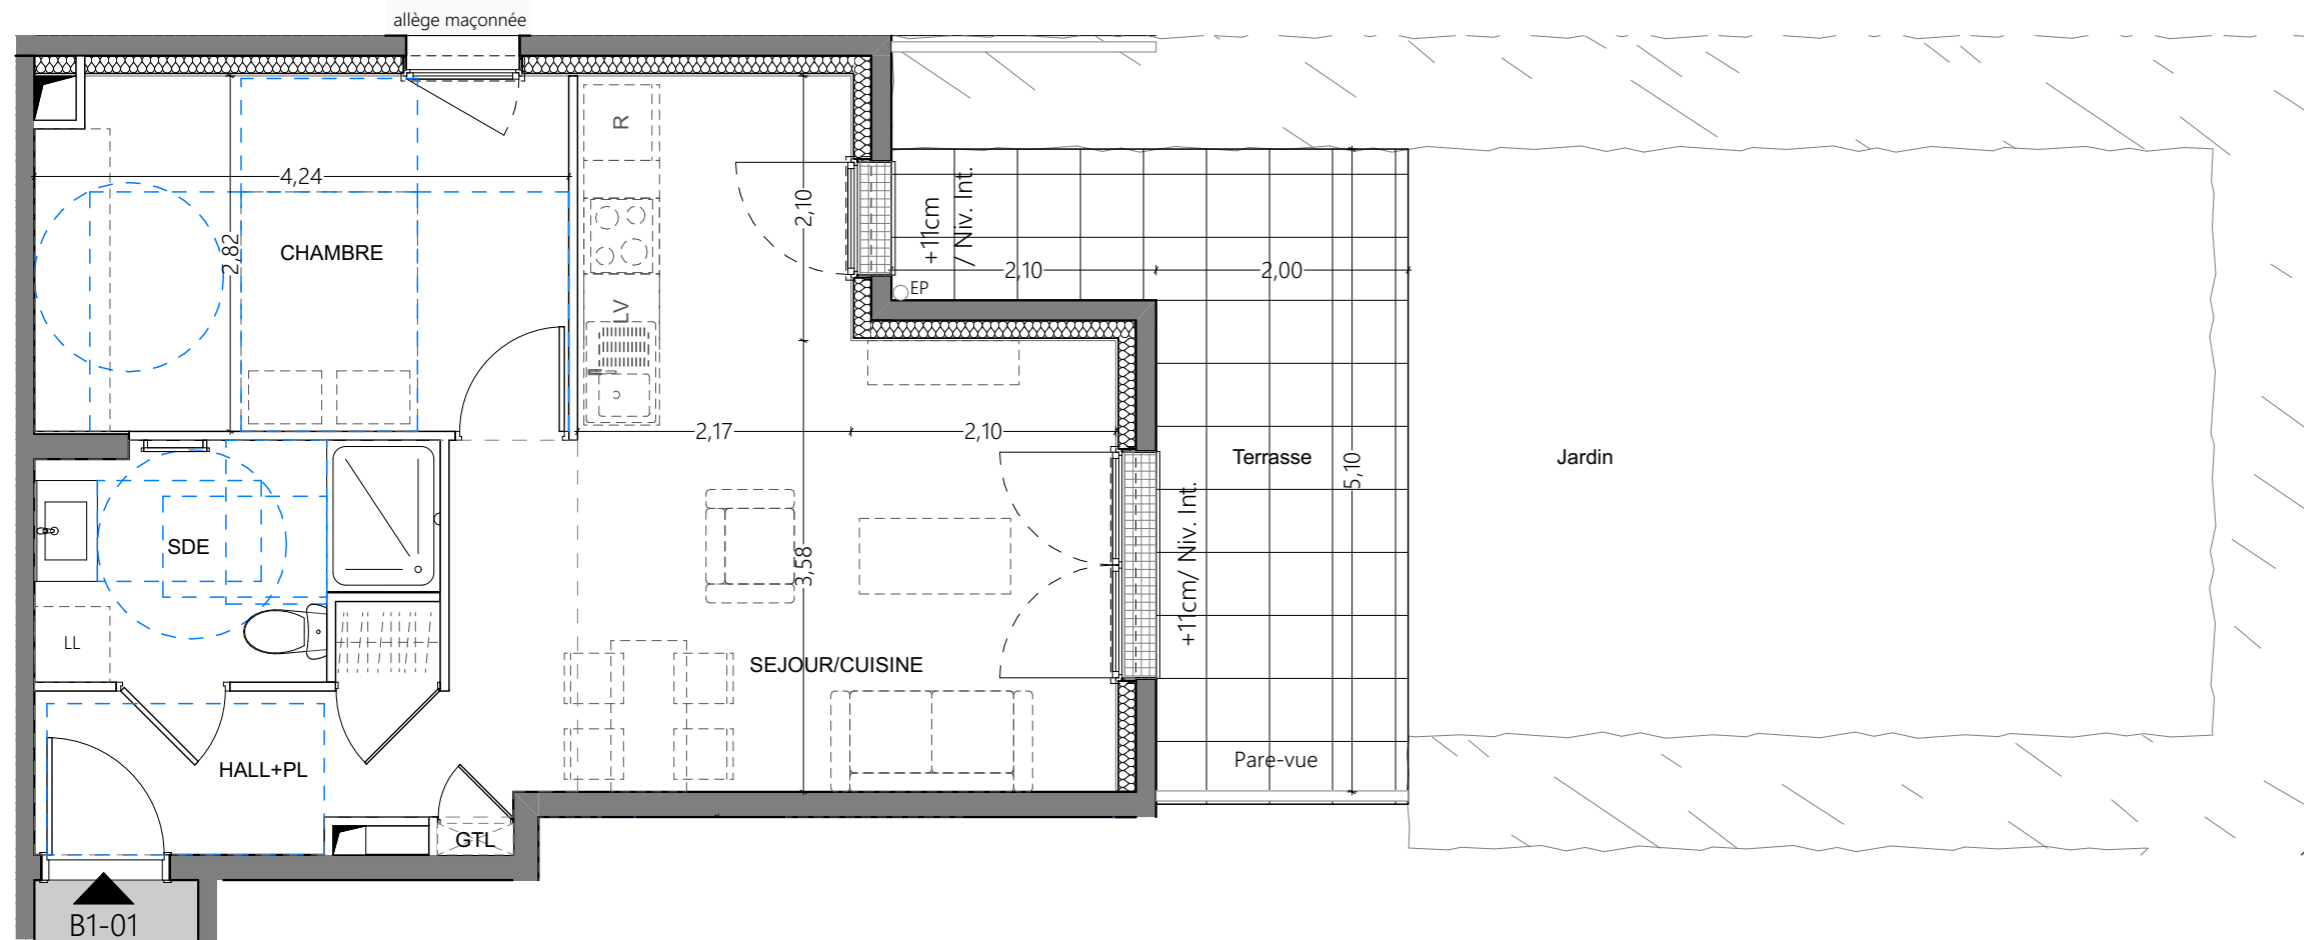 allège maçonnée
R
4,24
2,10
+11cm
/ Niv. Int.
2,82
CHAMBRE
2,10
2,00
EP
LV
2,17
2,10
Terrasse
5,10
Jardin
+11cm/ Niv. Int.
SDE
3,58
LL
SEJOUR/CUISINE
HALL+PL
Pare-vue
GTL
B1-01